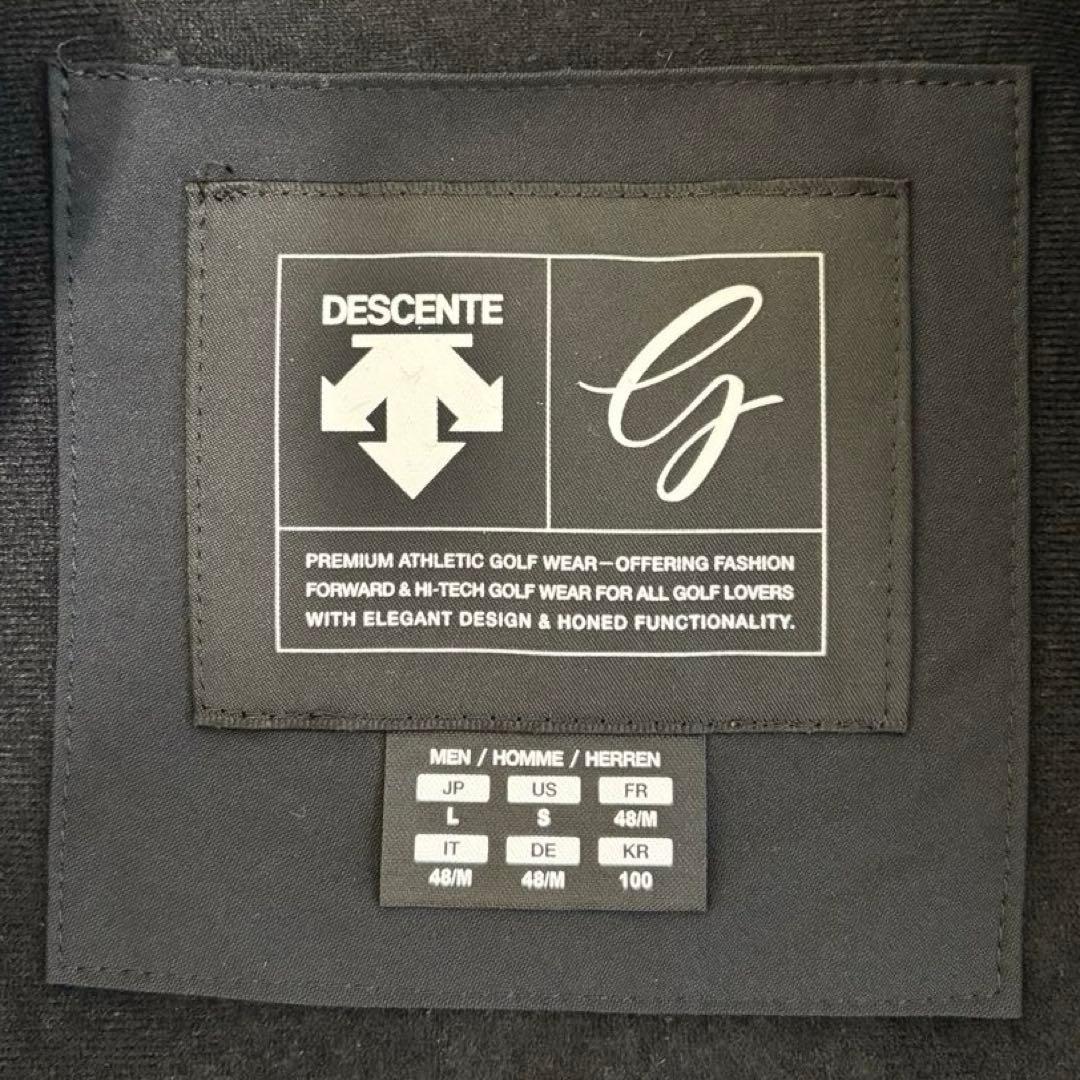 DESCENTE
G
PREMIUM ATHLETIC GOLF WEAR—OFFERING FASHION
FORWARD & HI-TECH GOLF WEAR FOR ALL GOLF LOVERS
WITH ELEGANT DESIGN & HONED FUNCTIONALITY.
MEN / HOMME / HERREN
JP US FR
L S 48/M
IT DE KR
48/M 48/M 100